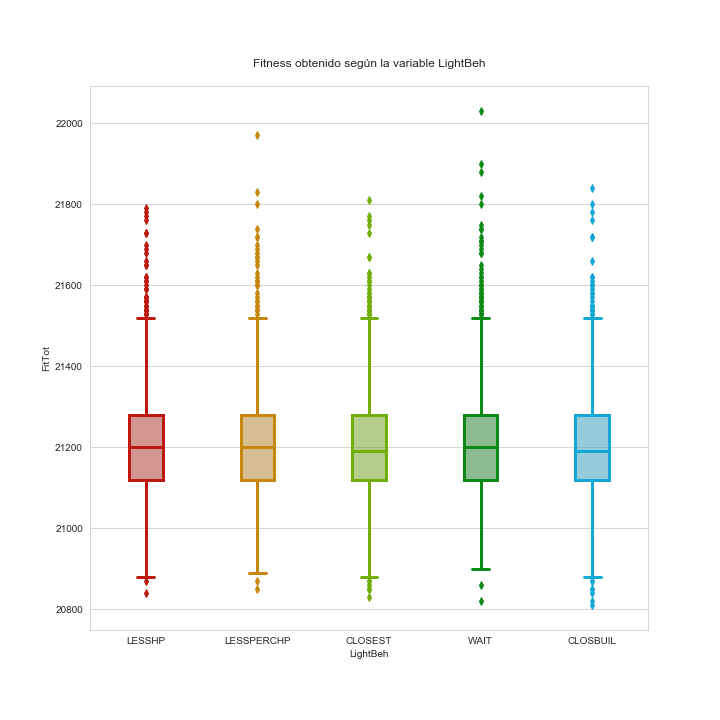 Fitness obtenido según la variable LightBeh
22000
21800
21600
21400
21200
21000
20800
FitTot
LESSHP LESSPERCHP CLOSEST WAIT CLOSBUIL
LightBeh